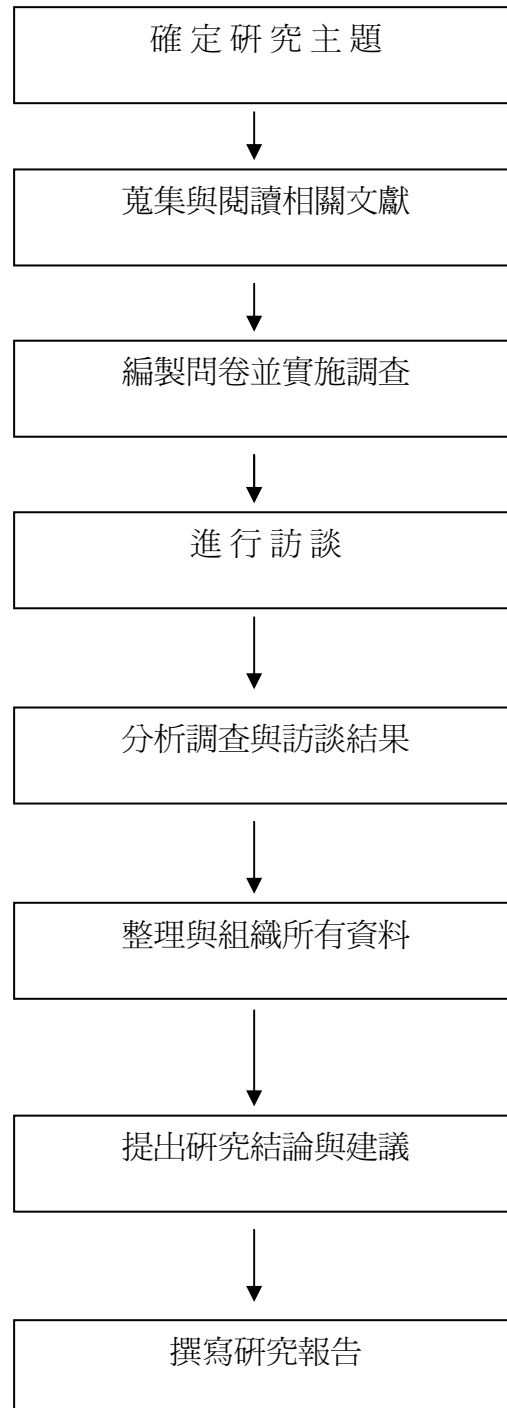 確定研究主題
蒐集與閱讀相關文獻
編製問卷並實施調查
進行訪談
分析調查與訪談結果
整理與組織所有資料
提出研究結論與建議
撰寫研究報告